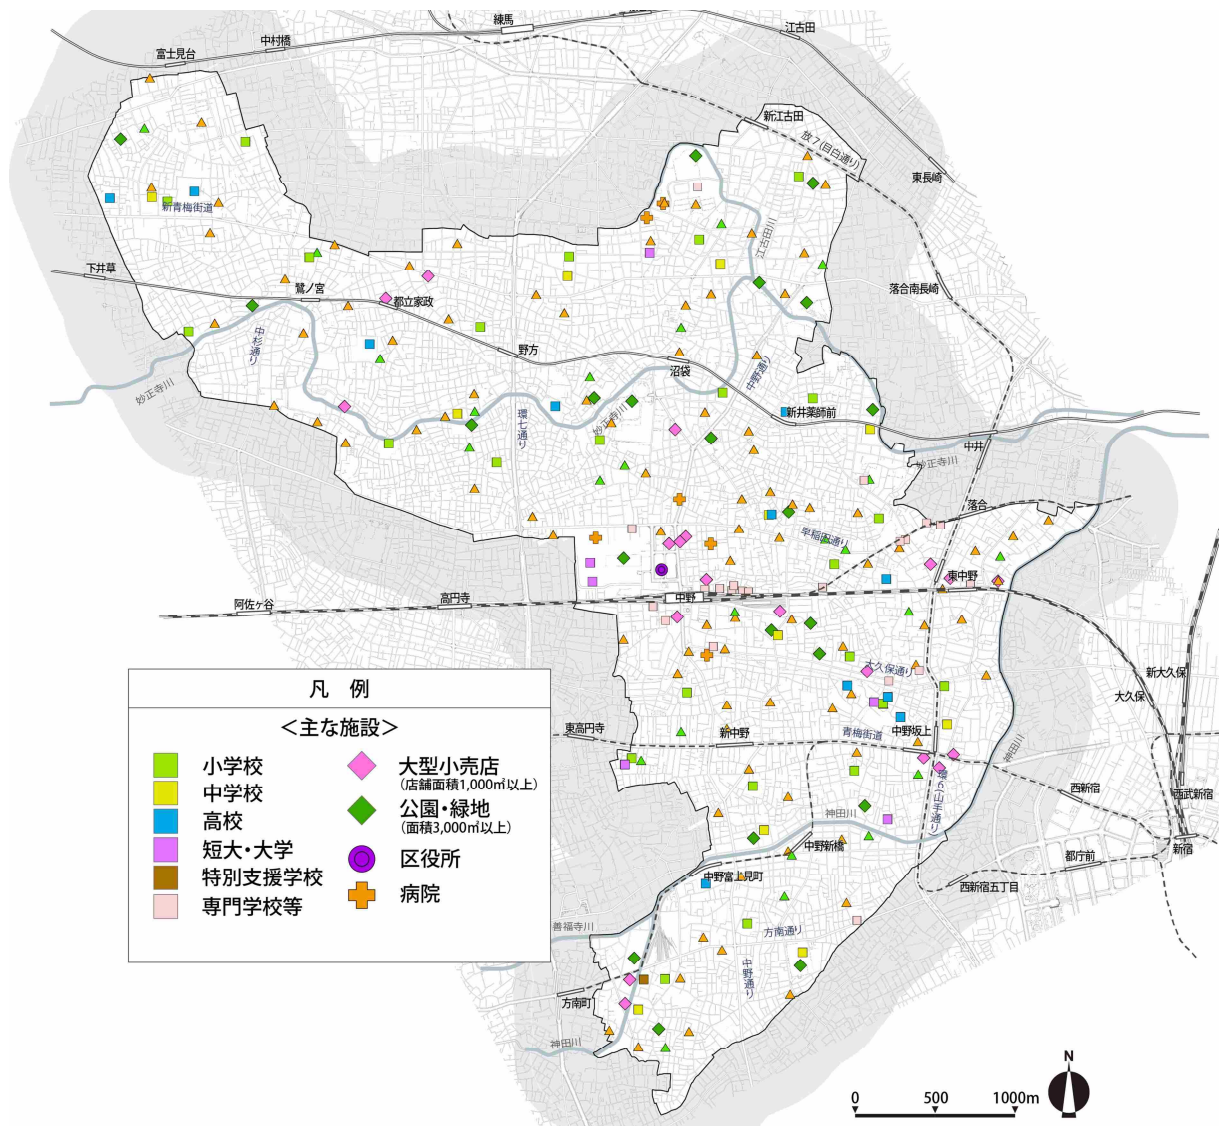 練馬
江古田
中村橋
富士見台
新江古田
放7(目白通り)
東長崎
新青梅街道
江古田川
下井草
鷺ノ宮
都立家政
落合南長崎
中杉通り
野方
沼袋
中野通り
妙正寺川
環七通り
妙正寺川
新井薬師前
中井
妙正寺川
落合
早稲田通り
東中野
阿佐ヶ谷
高円寺
中野
大久保通り
新大久保
大久保
東高円寺
新中野
青梅街道
中野坂上
神田川
環6(山手通り)
西新宿
西武新宿
新宿
神田川
中野新橋
都庁前
中野富士見町
西新宿五丁目
善福寺川
方南通り
中野通り
方南町
神田川
凡 例
<主な施設>
小学校
中学校
高校
短大・大学
特別支援学校
専門学校等
大型小売店
(店舗面積1,000㎡以上)
公園・緑地
(面積3,000㎡以上)
区役所
病院
N
0 500 1000m